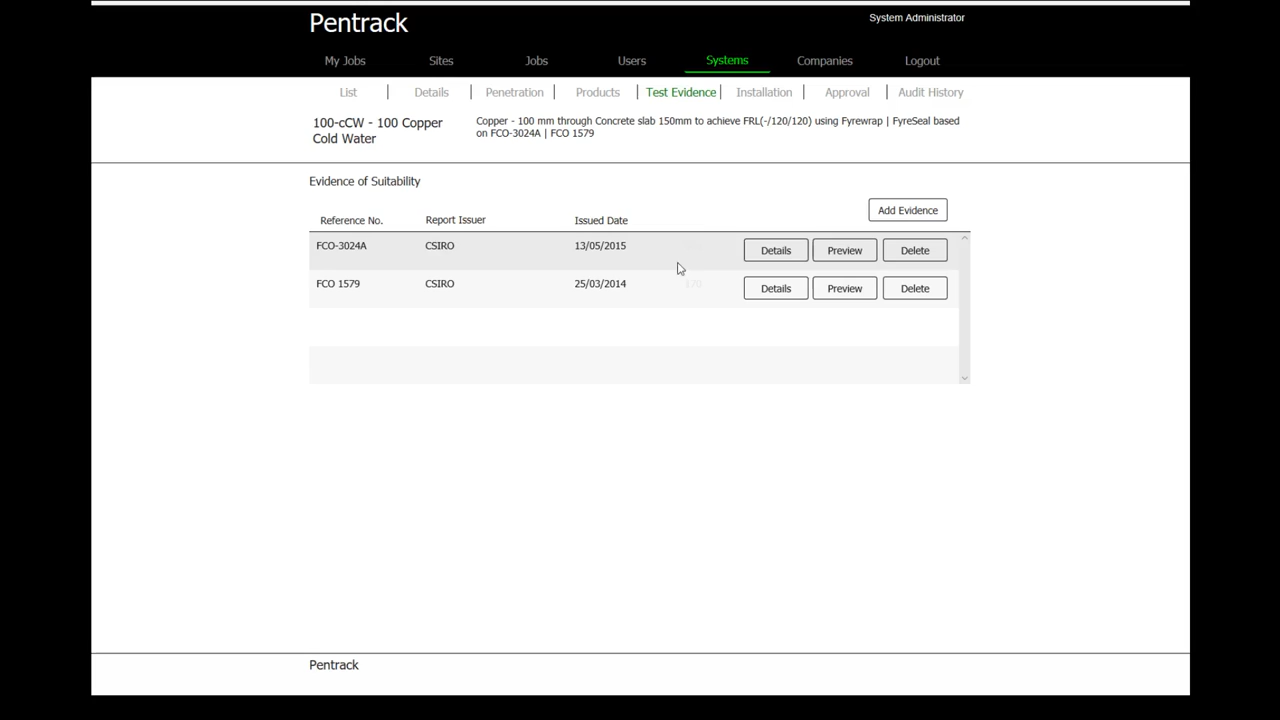 Pentrack
System Administrator
My Jobs Sites Jobs Users Systems Companies Logout
List Details Penetration Products Test Evidence Installation Approval Audit History
100-cCW - 100 Copper
Cold Water
Copper - 100 mm through Concrete slab 150mm to achieve FRL(-/120/120) using Fyrewrap | FyreSeal based
on FCO-3024A | FCO 1579
Evidence of Suitability
Add Evidence
Reference No. Report Issuer Issued Date
FCO-3024A CSIRO 13/05/2015 Details Preview Delete
FCO 1579 CSIRO 25/03/2014 170 Details Preview Delete
Pentrack